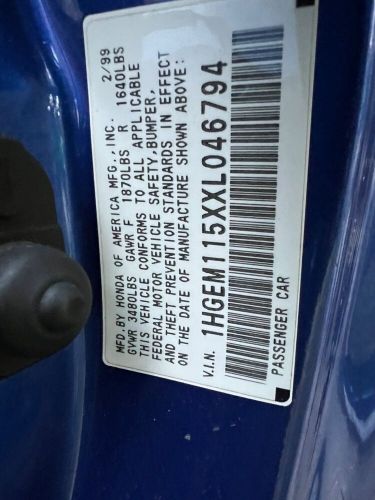 MFD. BY HONDA OF AMERICA MFG., INC. 2/99
GVWR 3480LBS GAWR F 1870LBS R 1640LBS
THIS VEHICLE CONFORMS TO ALL APPLICABLE
FEDERAL MOTOR VEHICLE SAFETY, BUMPER,
AND THEFT PREVENTION STANDARDS IN EFFECT
ON THE DATE OF MANUFACTURE SHOWN ABOVE:
V.I.N. 1HGEM115XXL046794
PASSENGER CAR